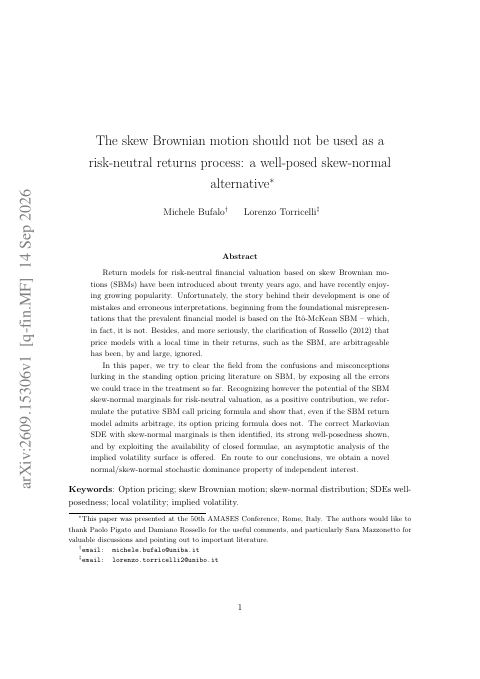 The skew Brownian motion should not be used as a
risk-neutral returns process: a well-posed skew-normal
alternative*
Michele Bufalo† Lorenzo Torricelli‡
Abstract
Return models for risk-neutral financial valuation based on skew Brownian mo-
tions (SBMs) have been introduced about twenty years ago, and have recently enjoy-
ing growing popularity. Unfortunately, the story behind their development is one of
mistakes and erroneous interpretations, beginning from the foundational misrepresen-
tations that the prevalent financial model is based on the Itô-McKean SBM – which,
in fact, it is not. Besides, and more seriously, the clarification of Rossello (2012) that
price models with a local time in their returns, such as the SBM, are arbitrageable
has been, by and large, ignored.
In this paper, we try to clear the field from the confusions and misconceptions
lurking in the standing option pricing literature on SBM, by exposing all the errors
we could trace in the treatment so far. Recognizing however the potential of the SBM
skew-normal marginals for risk-neutral valuation, as a positive contribution, we refor-
mulate the putative SBM call pricing formula and show that, even if the SBM return
model admits arbitrage, its option pricing formula does not. The correct Markovian
SDE with skew-normal marginals is then identified, its strong well-posedness shown,
and by exploiting the availability of closed formulae, an asymptotic analysis of the
implied volatility surface is offered. En route to our conclusions, we obtain a novel
normal/skew-normal stochastic dominance property of independent interest.
Keywords: Option pricing; skew Brownian motion; skew-normal distribution; SDEs well-
posedness; local volatility; implied volatility.
*This paper was presented at the 50th AMASES Conference, Rome, Italy. The authors would like to
thank Paolo Pigato and Damiano Rossello for the useful comments, and particularly Sara Mazzonetto for
valuable discussions and pointing out to important literature.
†email: michele.bufalo@uniba.it
‡email: lorenzo.torricelli2@unibo.it
1
arXiv:2609.15306v1 [q-fin.MF] 14 Sep 2026